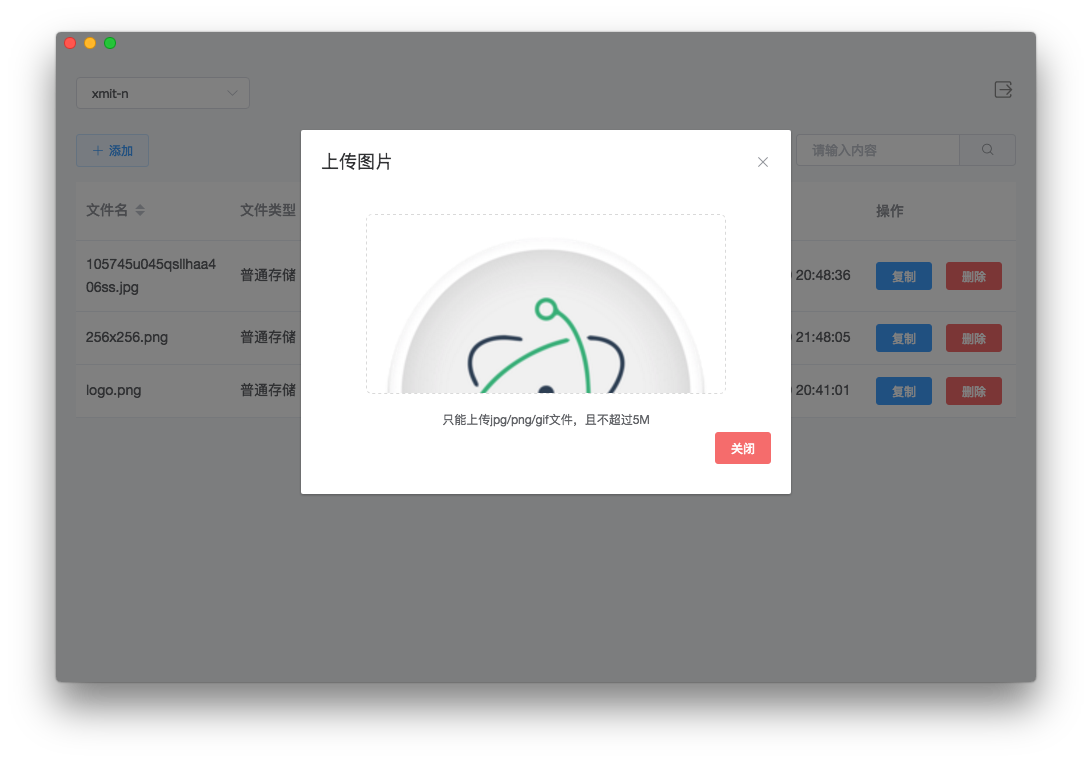 xmit-n
添加
请输入内容
上传图片
文件名
文件类型
操作
105745u045qsllhaa4
06ss.jpg
普通存储
20:48:36
复制
删除
256x256.png
普通存储
21:48:05
复制
删除
logo.png
普通存储
20:41:01
复制
删除
只能上传jpg/png/gif文件，且不超过5M
关闭